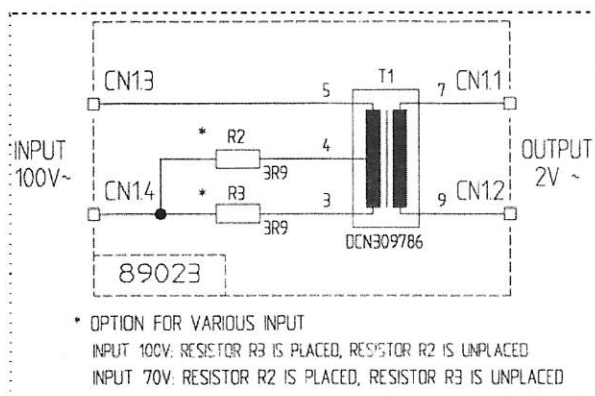 CN1.3
5
T1
7
CN1.1
INPUT
100V~
*
R2
3R9
4
OUTPUT
2V ~
CN1.4
*
R3
3R9
3
9
CN1.2
DCN309786
89023
* OPTION FOR VARIOUS INPUT
INPUT 100V: RESISTOR R3 IS PLACED, RESISTOR R2 IS UNPLACED
INPUT 70V: RESISTOR R2 IS PLACED, RESISTOR R3 IS UNPLACED